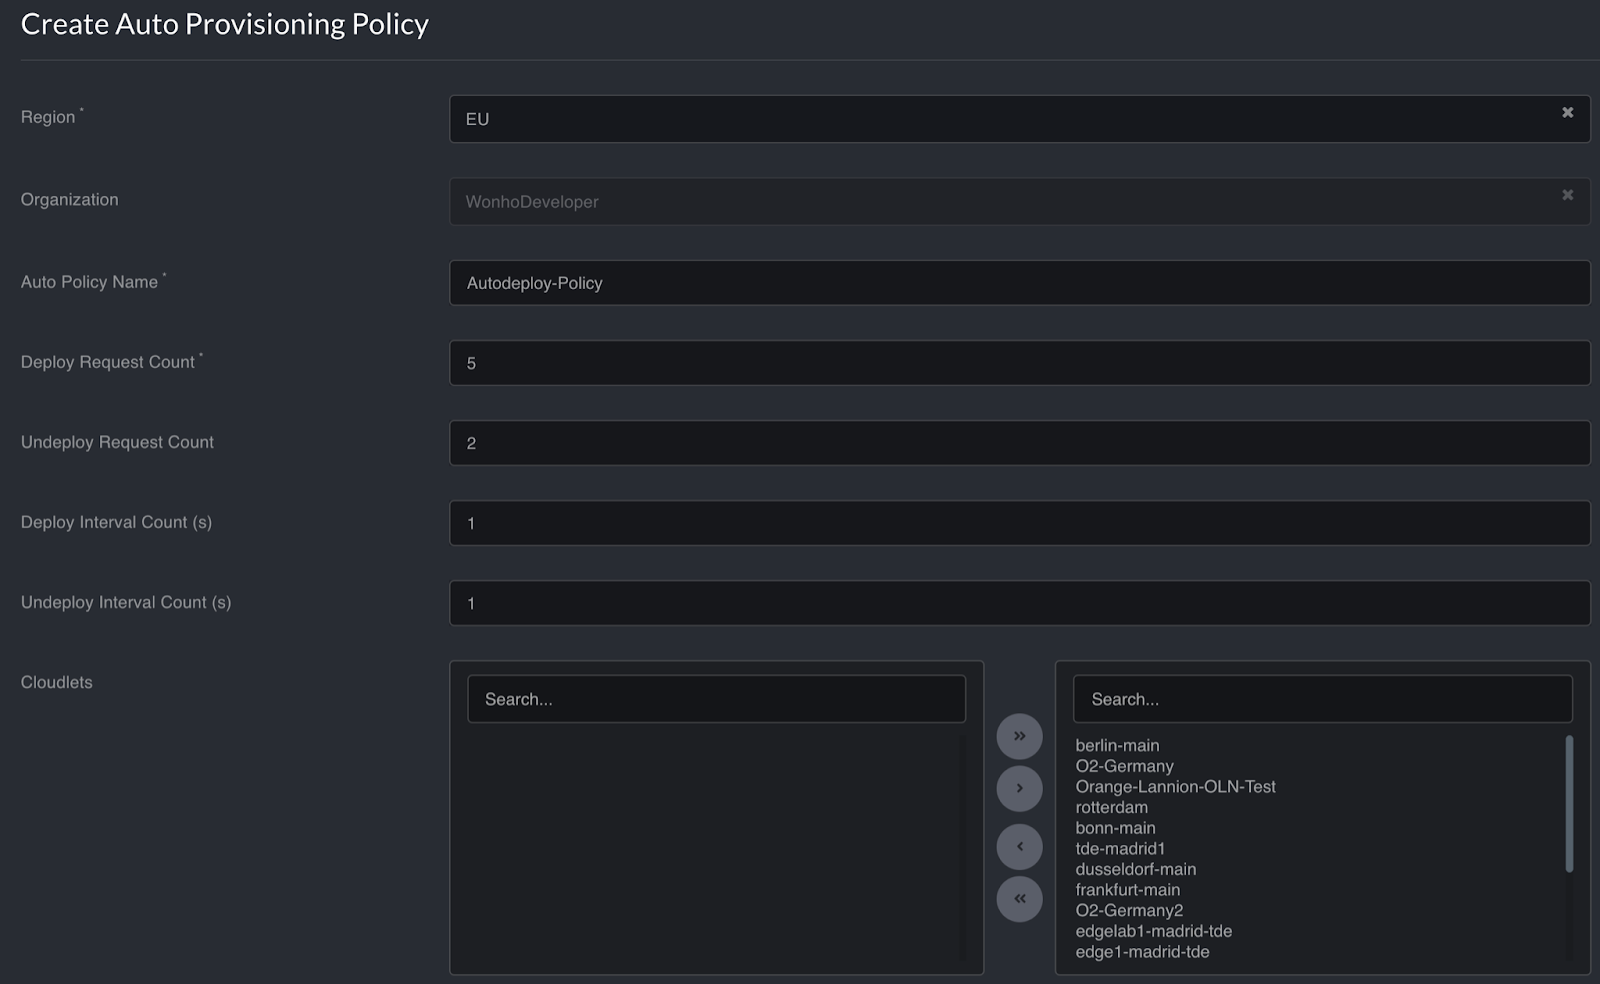 Create Auto Provisioning Policy
Region *
EU
Organization
WonhoDeveloper
Auto Policy Name *
Autodeploy-Policy
Deploy Request Count *
5
Undeploy Request Count
2
Deploy Interval Count (s)
1
Undeploy Interval Count (s)
1
Cloudlets
Search...
Search...
berlin-main
O2-Germany
Orange-Lannion-OLN-Test
rotterdam
bonn-main
tde-madrid1
dusseldorf-main
frankfurt-main
O2-Germany2
edgelab1-madrid-tde
edge1-madrid-tde